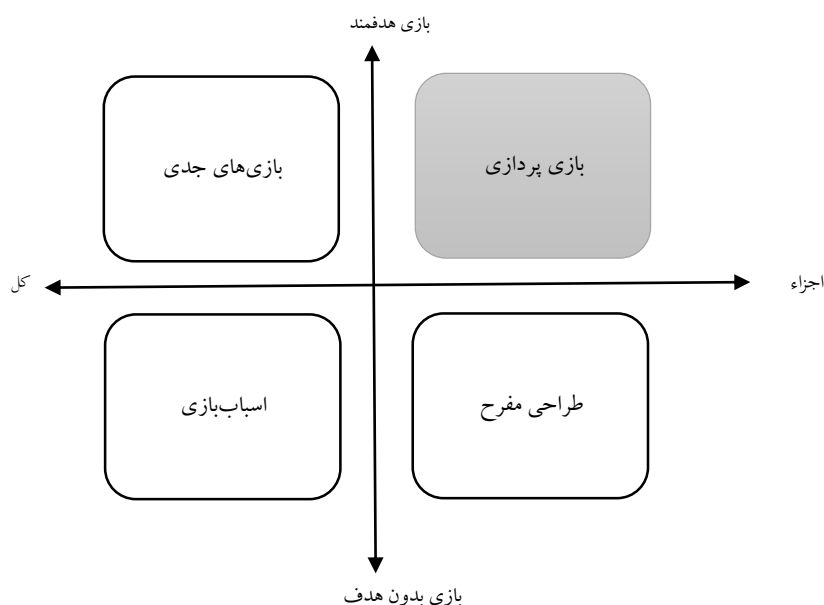 بازی هدفمند
بازی پردازی
بازی‌های جدی
اجزاء
کل
طراحی مفرح
اسباب‌بازی
بازی بدون هدف